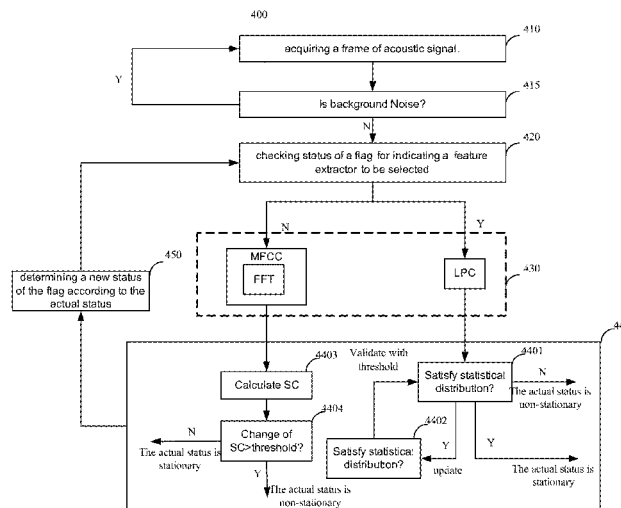 400
410
acquiring a frame of acoustic signal.
415
Y
Is background Noise?
N
420
checking status of a flag for indicating a feature
extractor to be selected
N
Y
450
determining a new status
of the flag according to the
actual status
MFCC
FFT
LPC
430
44
4403
Calculate SC
Validate with
threshold
4401
Satisfy statistical
distribution?
N
The actual status is
non-stationary
4404
Change of
SC>threshold?
N
The actual status is
stationary
Y
The actual status is
non-stationary
4402
Satisfy statistical
distribution?
Y
update
Y
The actual status is
stationary